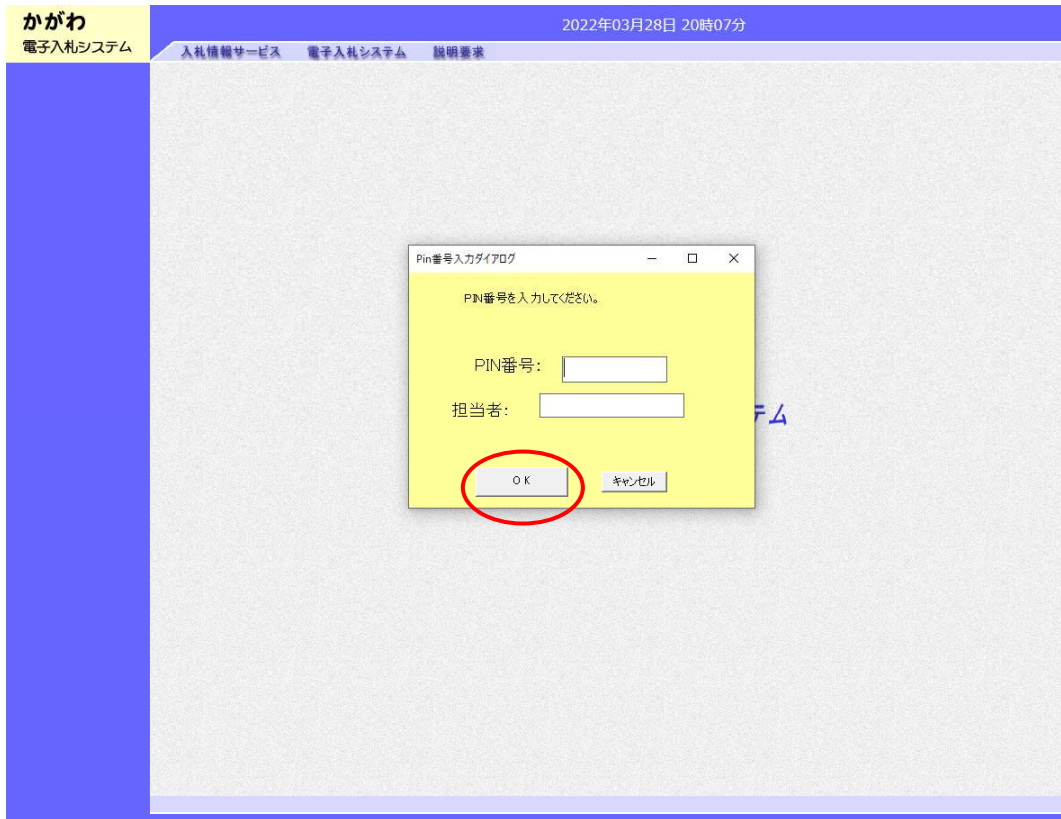 かがわ
電子入札システム
2022年03月28日 20時07分
入札情報サービス 電子入札システム 説明要求
Pin番号入力ダイアログ
PIN番号を入力してください。
PIN番号:
担当者:
テム
OK キャンセル